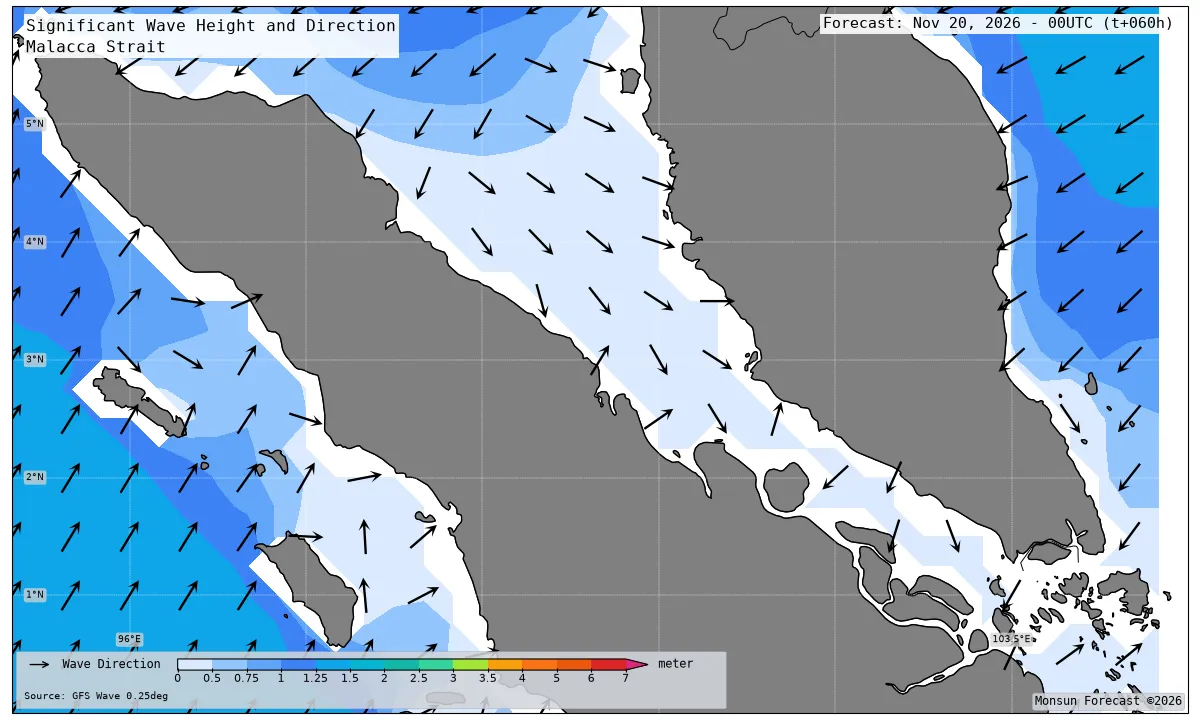 Significant Wave Height and Direction
Malacca Strait
Forecast: Nov 20, 2026 - 00UTC (t+060h)
5°N
4°N
3°N
2°N
1°N
96°E
103.5°E
Wave Direction
meter
0 0.5 0.75 1 1.25 1.5 2 2.5 3 3.5 4 5 6 7
Source: GFS Wave 0.25deg
Monsun Forecast ©2026